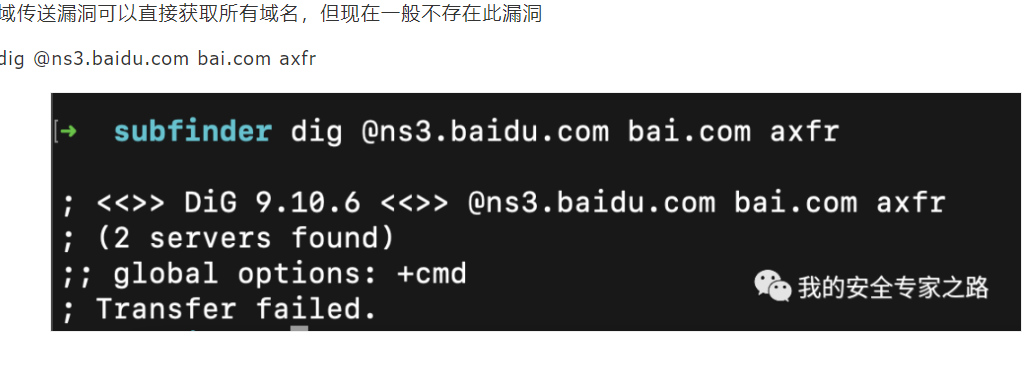 域传送漏洞可以直接获取所有域名，但现在一般不存在此漏洞
dig @ns3.baidu.com bai.com axfr
[➜ subfinder dig @ns3.baidu.com bai.com axfr
; <<>> DiG 9.10.6 <<>> @ns3.baidu.com bai.com axfr
; (2 servers found)
;; global options: +cmd
; Transfer failed.
我的安全专家之路